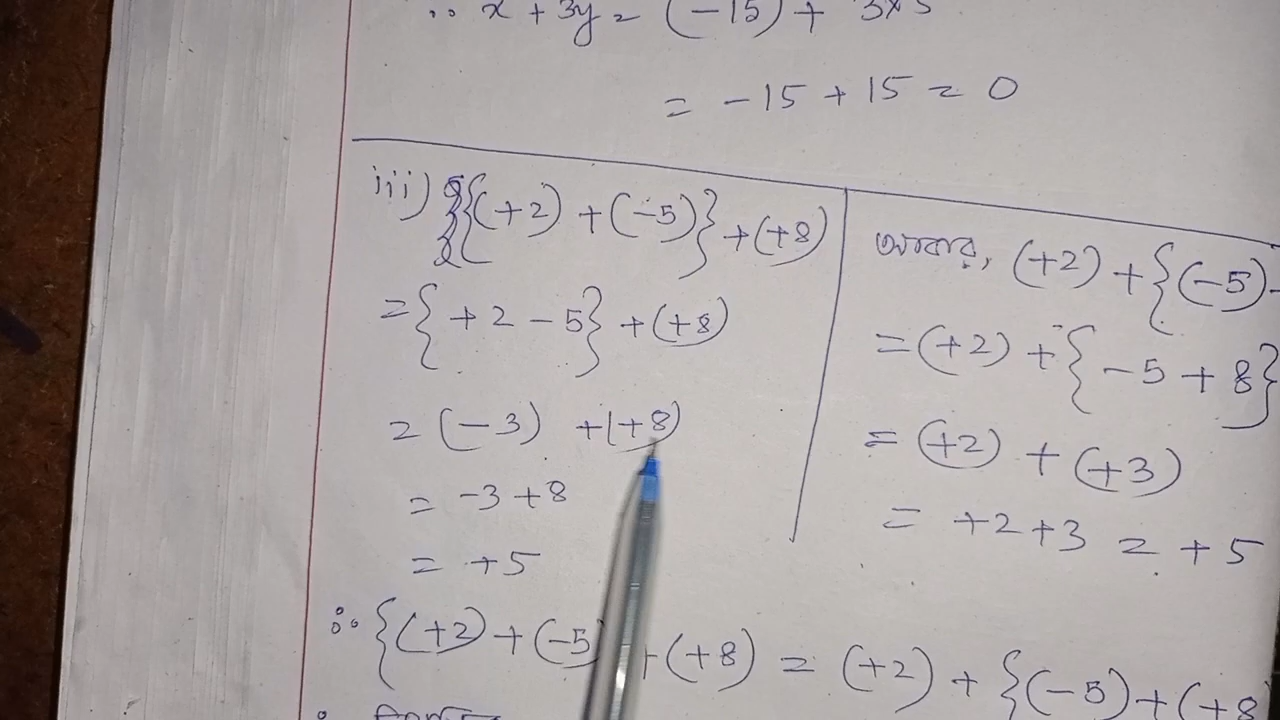 ∴ x + 3y = (-15) + 3×5
= -15 + 15 = 0
iii) {(+2) + (-5)} + (+8)
= { +2 - 5} + (+8)
= (-3) + (+8)
= -3 + 8
= +5
আবার, (+2) + {(-5)
= (+2) + {-5 + 8}
= (+2) + (+3)
= +2 + 3 = +5
∴ {(+2) + (-5) + (+8) = (+2) + {(-5) + (+8